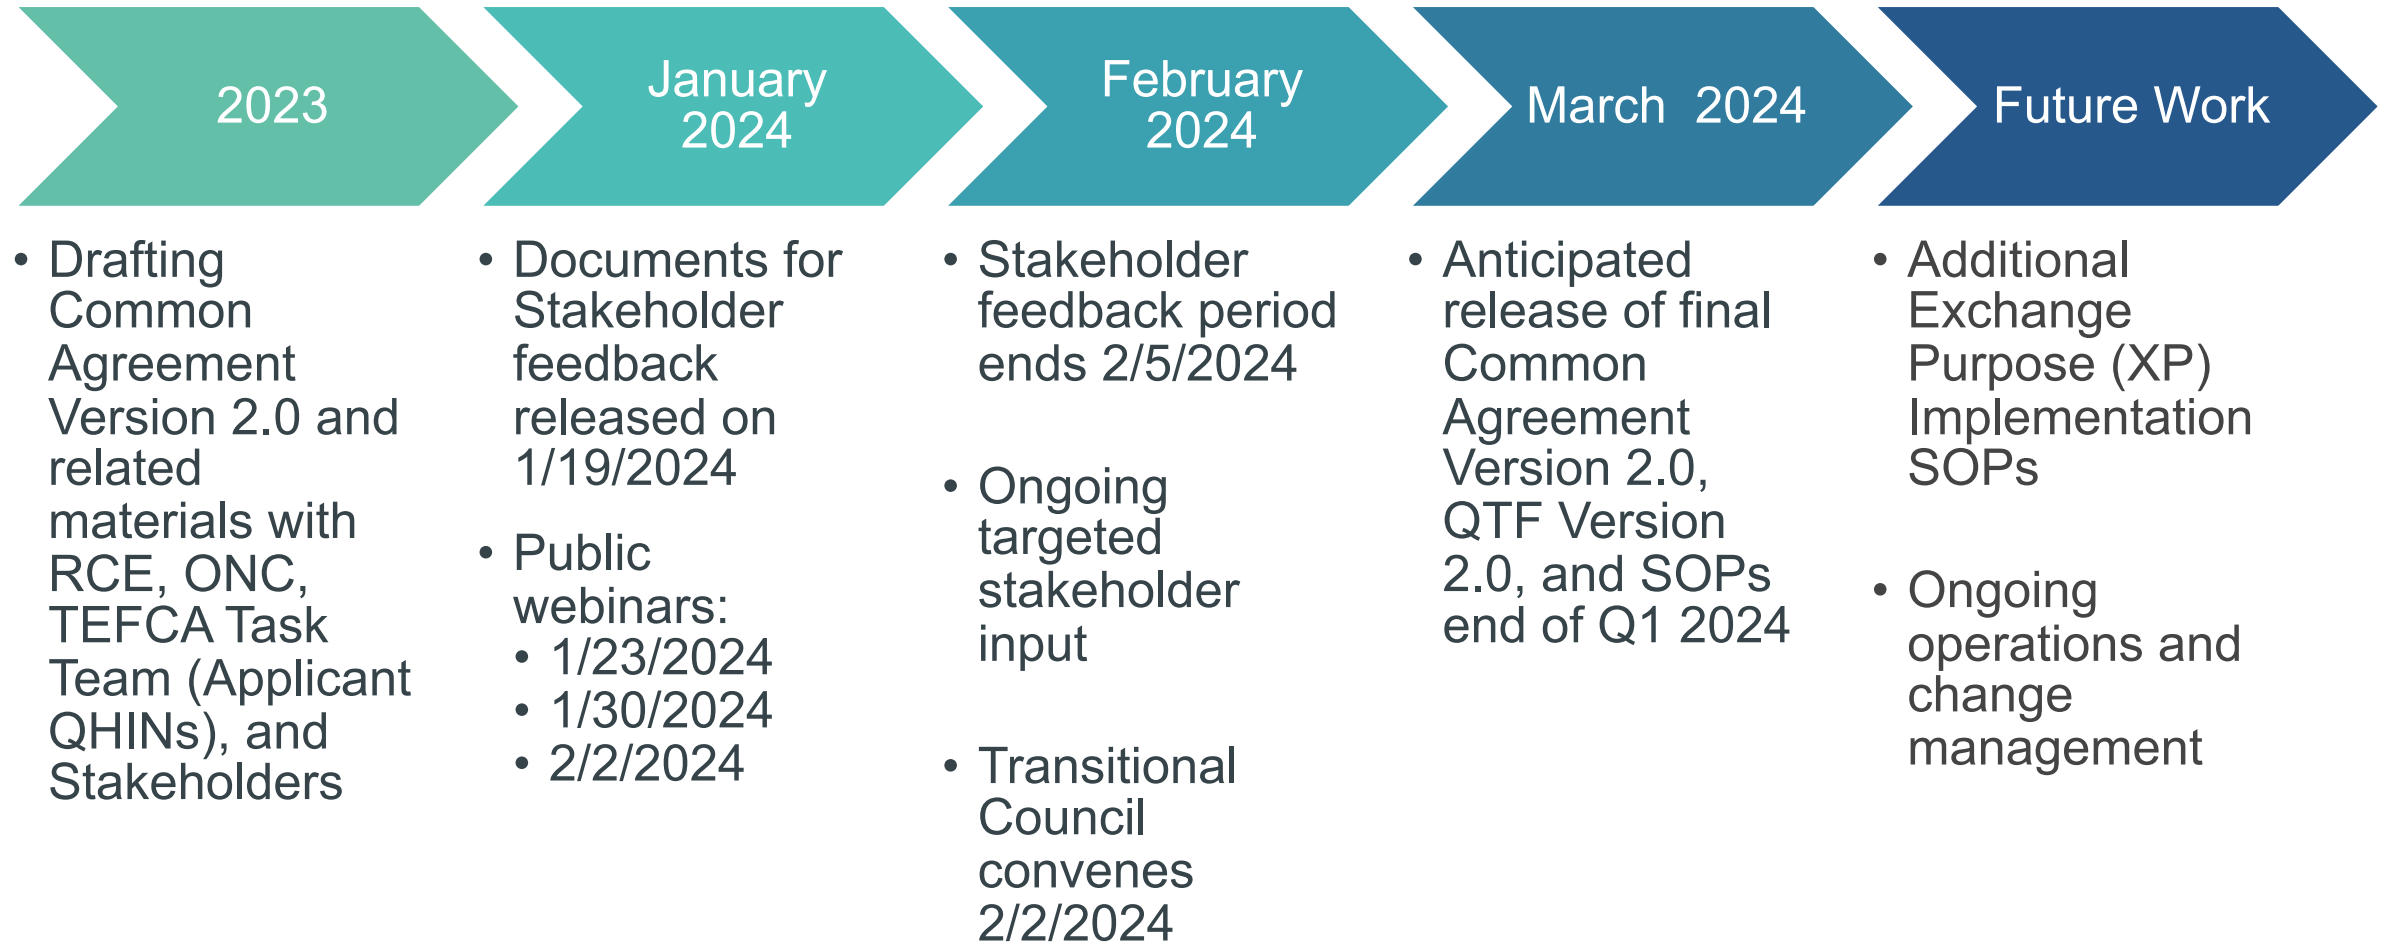 2023
• Drafting
Common
Agreement
Version 2.0 and
related
materials with
RCE, ONC,
TEFCA Task
Team (Applicant
QHINs), and
Stakeholders
January
2024
• Documents for
Stakeholder
feedback
released on
1/19/2024
• Public
webinars:
• 1/23/2024
• 1/30/2024
• 2/2/2024
February
2024
• Stakeholder
feedback period
ends 2/5/2024
• Ongoing
targeted
stakeholder
input
• Transitional
Council
convenes
2/2/2024
March  2024
• Anticipated
release of final
Common
Agreement
Version 2.0,
QTF Version
2.0, and SOPs
end of Q1 2024
Future Work
• Additional
Exchange
Purpose (XP)
Implementation
SOPs
• Ongoing
operations and
change
management